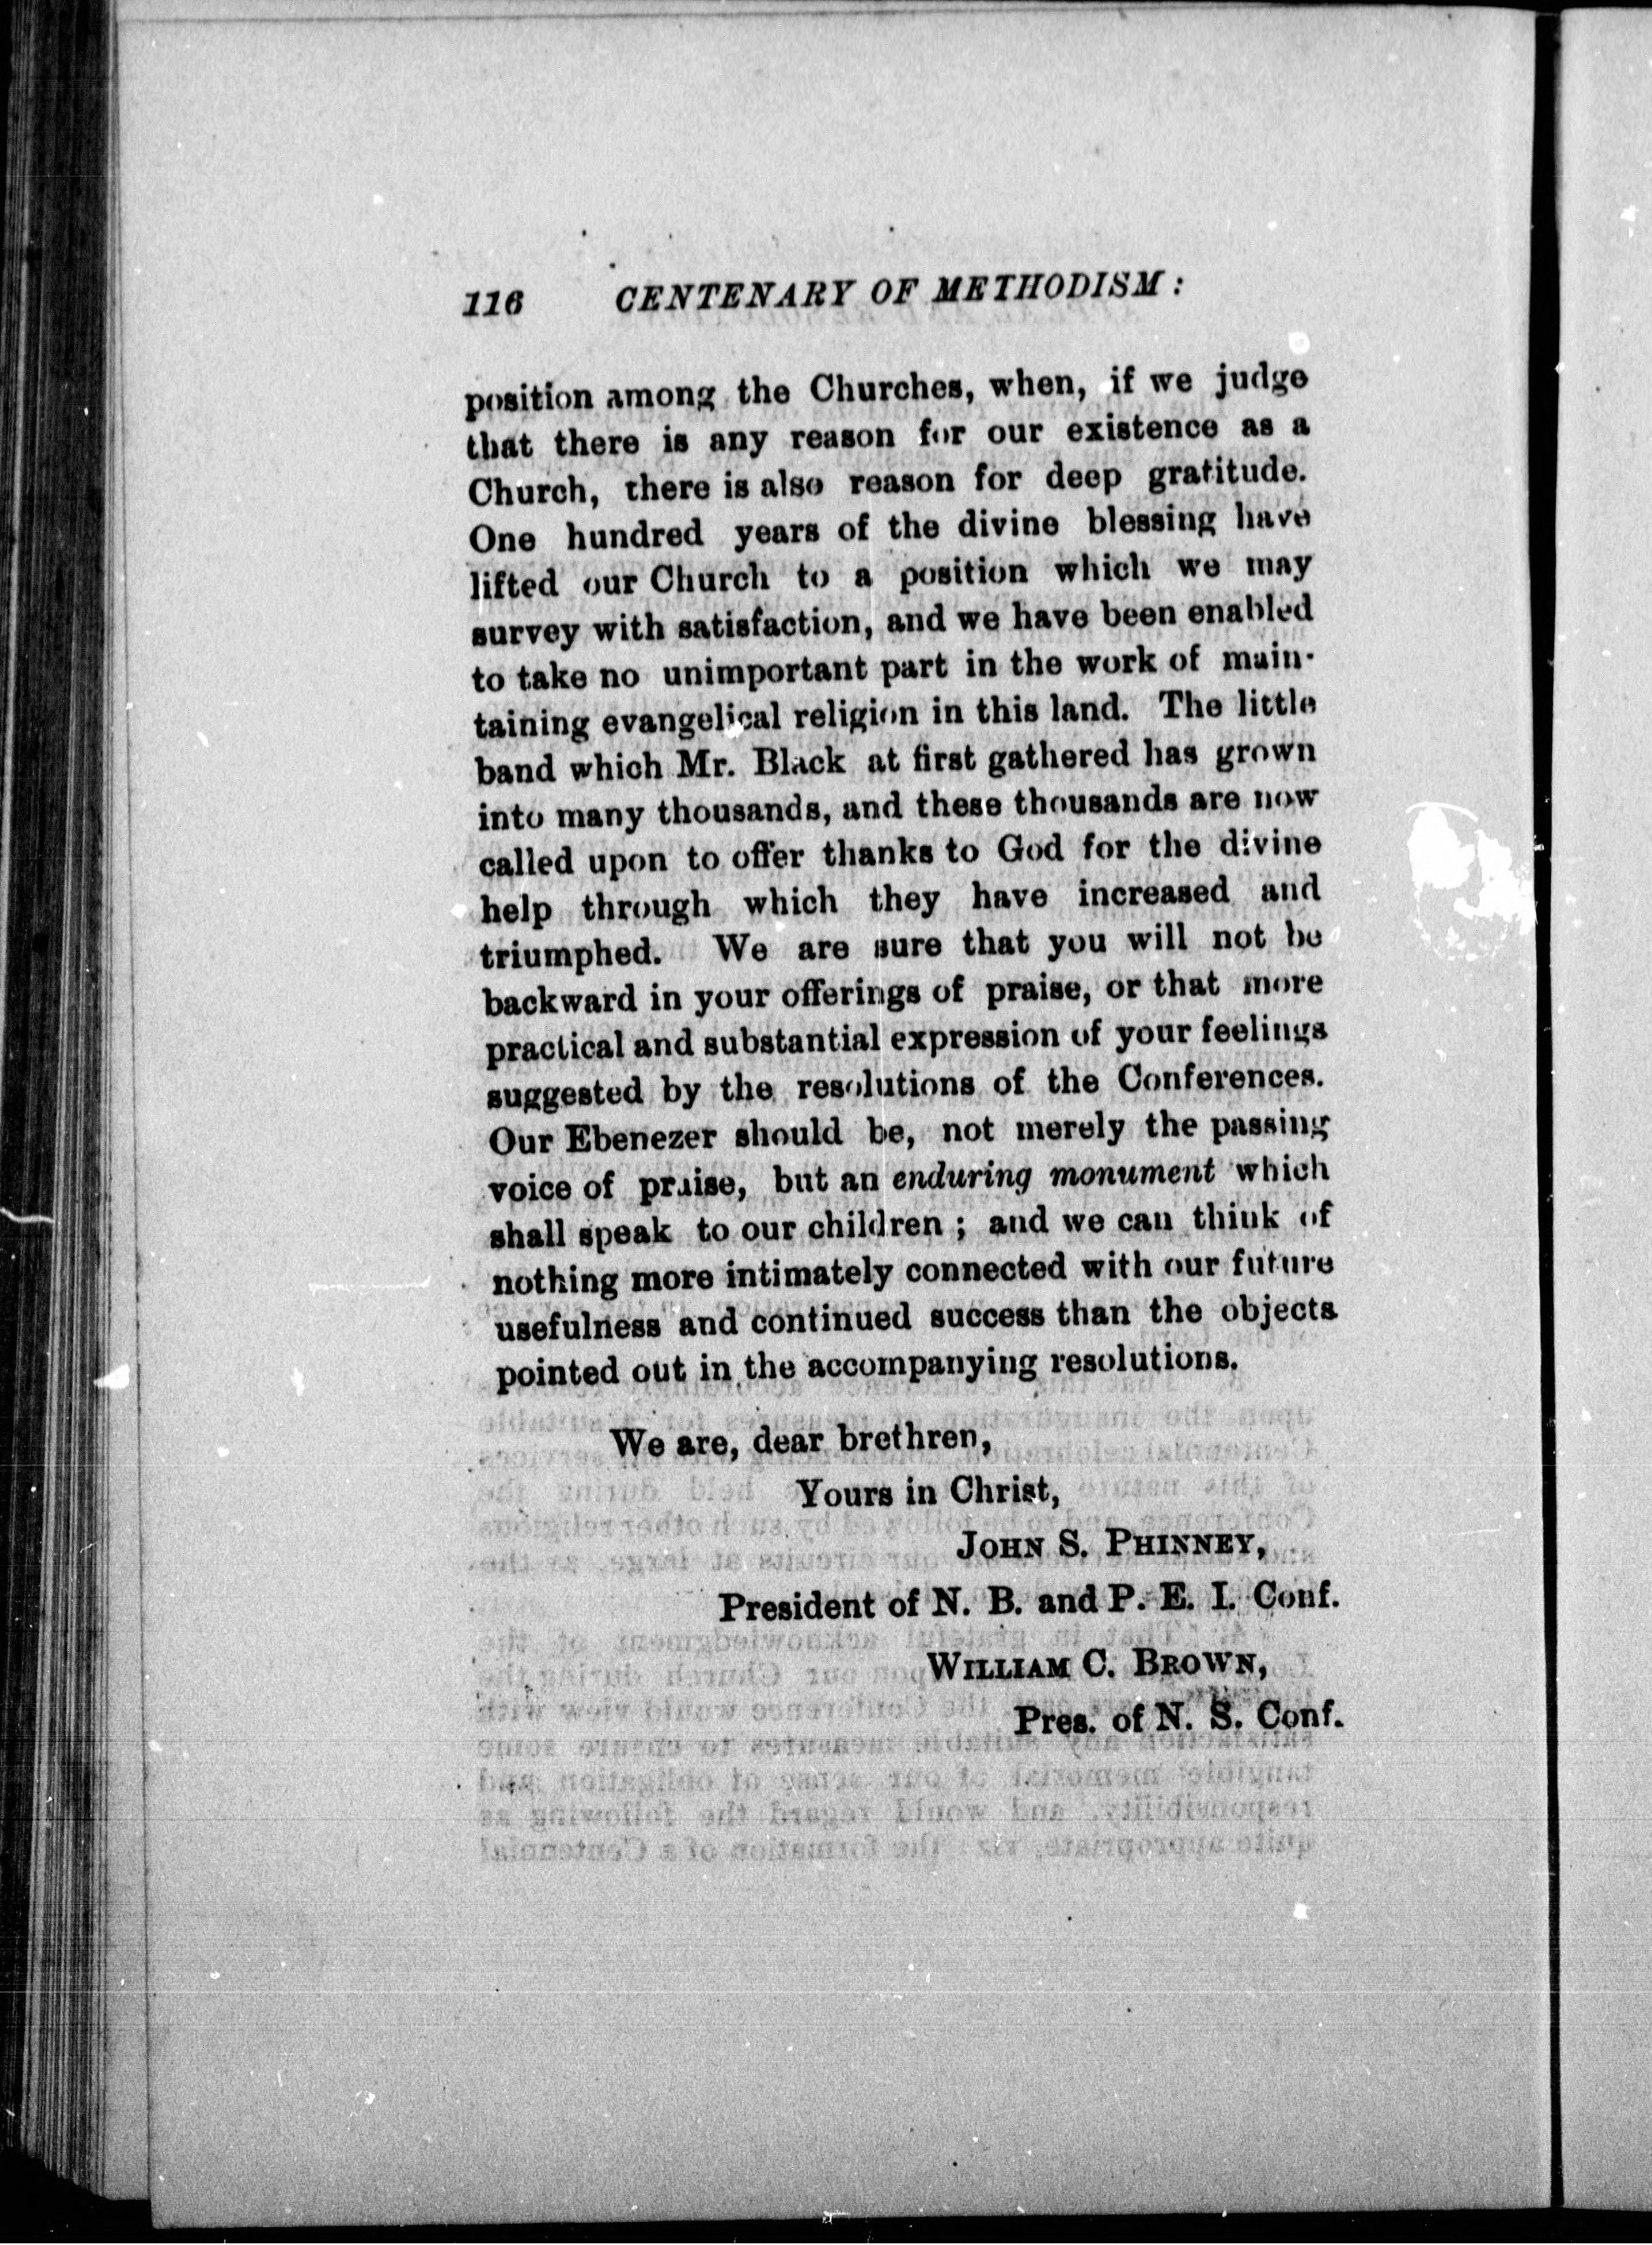 116 CENTENARY OF METHODISM:
position among the Churches, when, if we judge
that there is any reason for our existence as a
Church, there is also reason for deep gratitude.
One hundred years of the divine blessing have
lifted our Church to a position which we may
survey with satisfaction, and we have been enabled
to take no unimportant part in the work of main-
taining evangelical religion in this land. The little
band which Mr. Black at first gathered has grown
into many thousands, and these thousands are now
called upon to offer thanks to God for the divine
help through which they have increased and
triumphed. We are sure that you will not be
backward in your offerings of praise, or that more
practical and substantial expression of your feelings
suggested by the resolutions of the Conferences.
Our Ebenezer should be, not merely the passing
voice of praise, but an enduring monument which
shall speak to our children ; and we can think of
nothing more intimately connected with our future
usefulness and continued success than the objects
pointed out in the accompanying resolutions.
We are, dear brethren,
Yours in Christ,
JOHN S. PHINNEY,
President of N. B. and P. E. I. Conf.
WILLIAM C. BROWN,
Pres. of N. S. Conf.